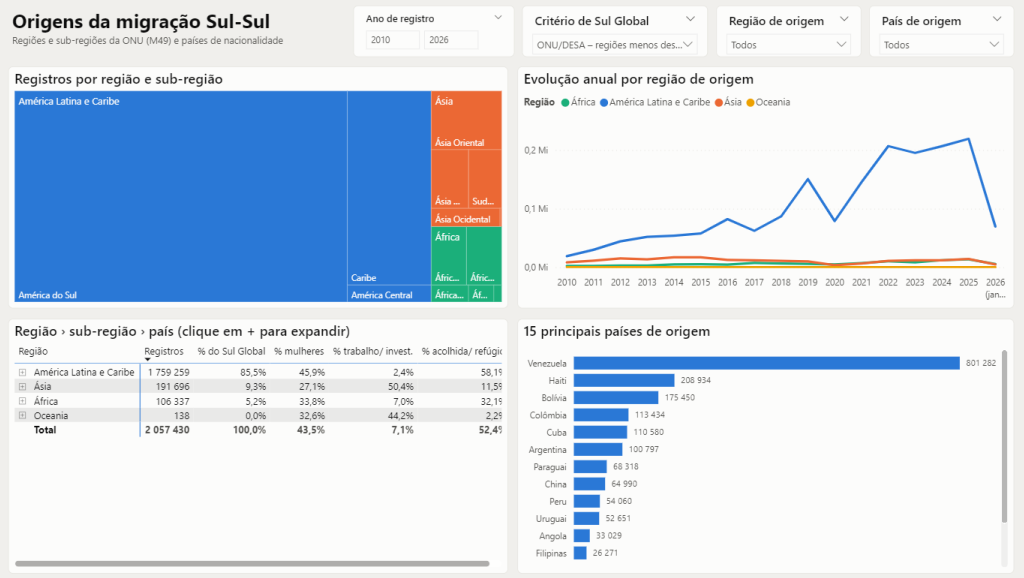 Origens da migração Sul-Sul
Regiões e sub-regiões da ONU (M49) e países de nacionalidade
Ano de registro
2010 2026
Critério de Sul Global
ONU/DESA – regiões menos des...
Região de origem
Todos
País de origem
Todos
Registros por região e sub-região
América Latina e Caribe
América do Sul
Caribe
América Central
Ásia
Ásia Oriental
Ásia ... Sud...
Ásia Ocidental
África
Áfric... Áfric...
África... Áf...
Evolução anual por região de origem
Região África América Latina e Caribe Ásia Oceania
0,2 Mi
0,1 Mi
0,0 Mi
2010 2011 2012 2013 2014 2015 2016 2017 2018 2019 2020 2021 2022 2023 2024 2025 2026
(jan...
Região › sub-região › país (clique em + para expandir)
Região Registros % do Sul Global % mulheres % trabalho/ invest. % acolhida/ refúgi
América Latina e Caribe 1 759 259 85,5% 45,9% 2,4% 58,1%
Ásia 191 696 9,3% 27,1% 50,4% 11,5%
África 106 337 5,2% 33,8% 7,0% 32,1%
Oceania 138 0,0% 32,6% 44,2% 2,2%
Total 2 057 430 100,0% 43,5% 7,1% 52,4%
15 principais países de origem
Venezuela 801 282
Haiti 208 934
Bolívia 175 450
Colômbia 113 434
Cuba 110 580
Argentina 100 797
Paraguai 68 318
China 64 990
Peru 54 060
Uruguai 52 651
Angola 33 029
Filipinas 26 271